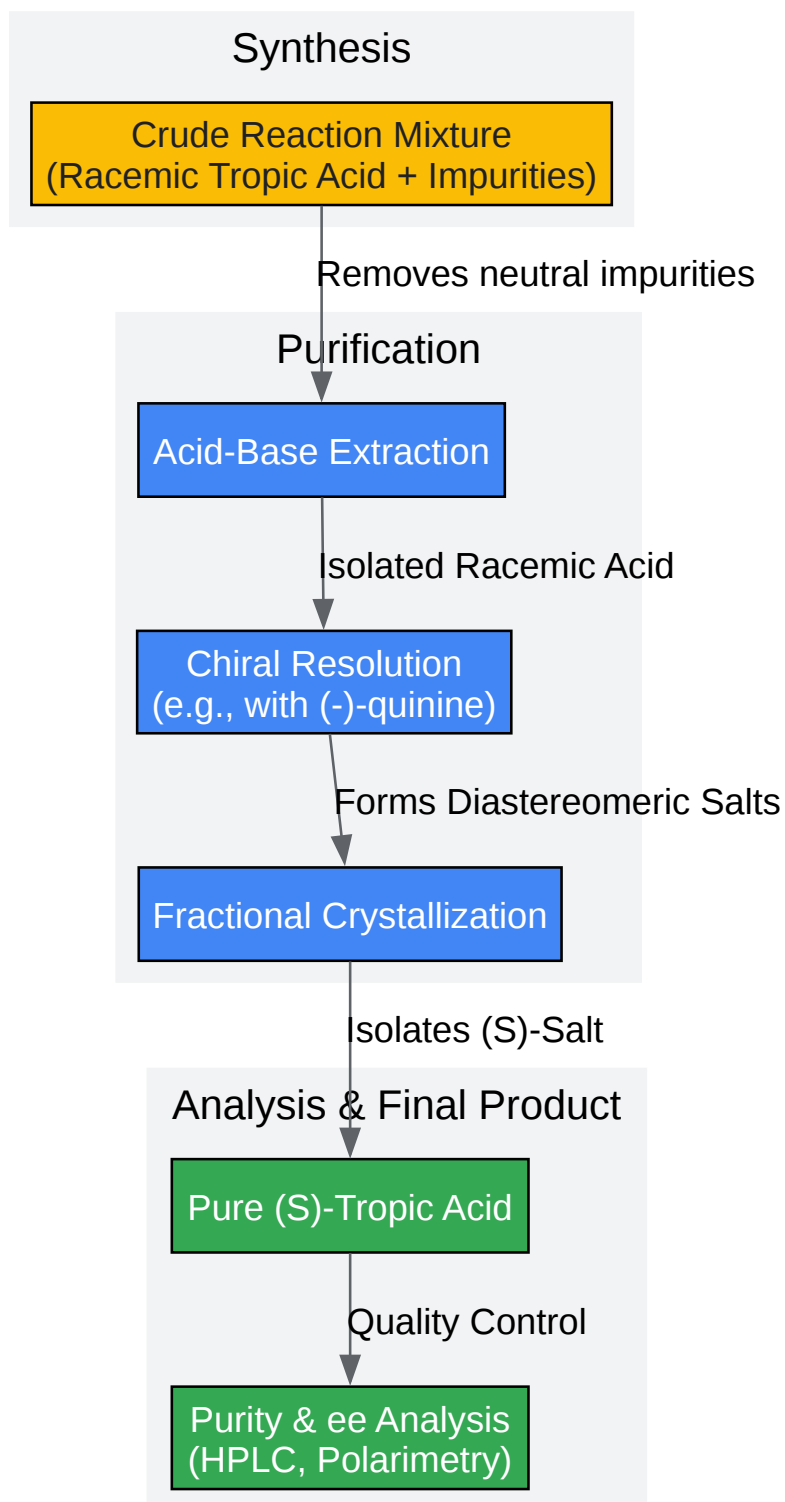 Synthesis
Crude Reaction Mixture
(Racemic Tropic Acid + Impurities)
Removes neutral impurities
Purification
Acid-Base Extraction
Isolated Racemic Acid
Chiral Resolution
(e.g., with (-)-quinine)
Forms Diastereomeric Salts
Fractional Crystallization
Isolates (S)-Salt
Analysis & Final Product
Pure (S)-Tropic Acid
Quality Control
Purity & ee Analysis
(HPLC, Polarimetry)